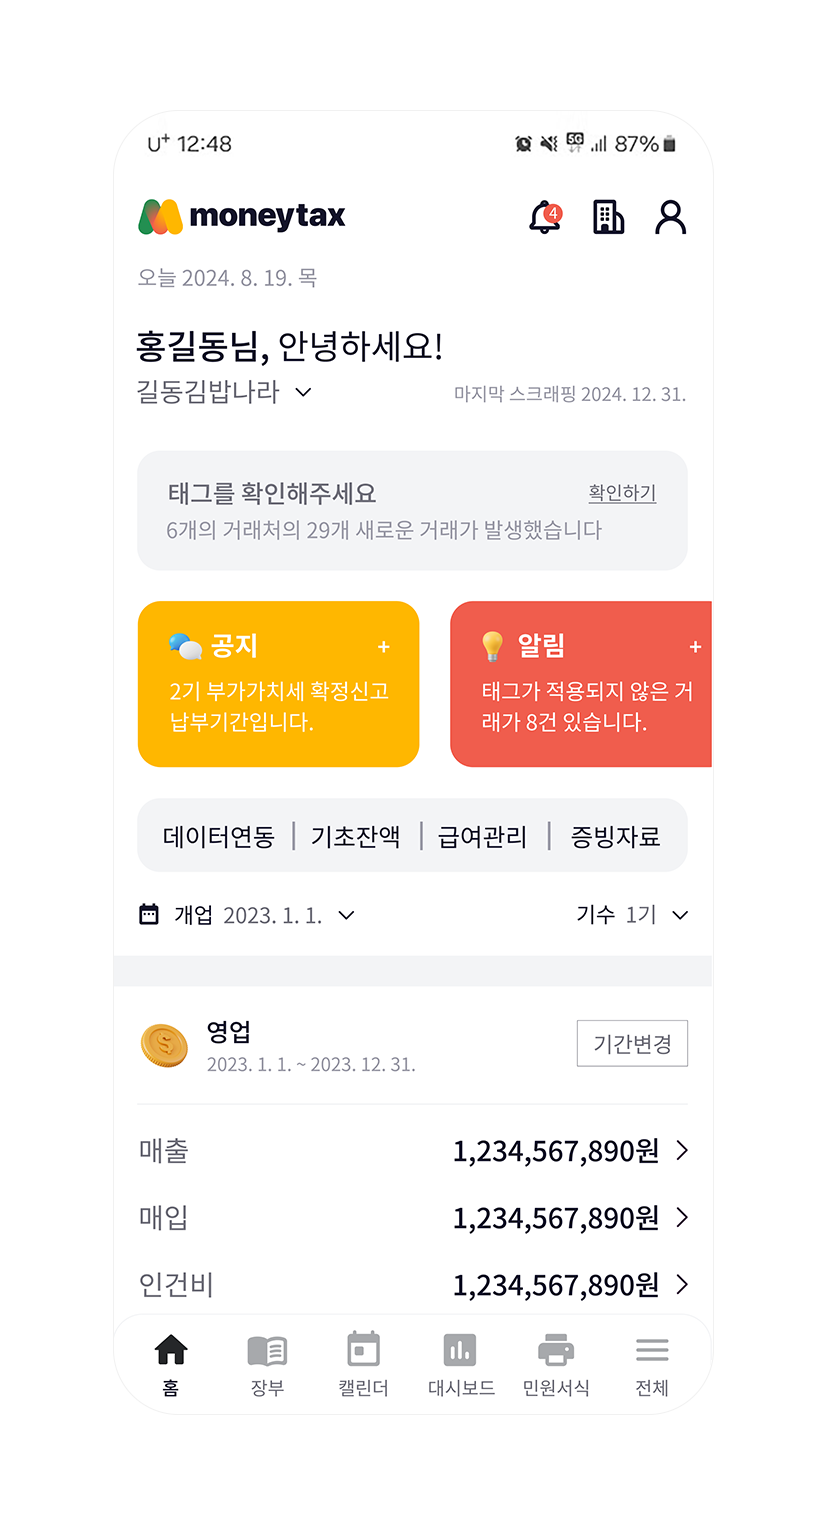 U+ 12:48 5G 87%
moneytax 4
오늘 2024. 8. 19. 목
홍길동님, 안녕하세요!
길동김밥나라 마지막 스크래핑 2024. 12. 31.
태그를 확인해주세요 확인하기
6개의 거래처의 29개 새로운 거래가 발생했습니다
공지 +
2기 부가가치세 확정신고
납부기간입니다.
알림 +
태그가 적용되지 않은 거
래가 8건 있습니다.
데이터연동 | 기초잔액 | 급여관리 | 증빙자료
개업 2023. 1. 1. 기수 1기
영업 기간변경
2023. 1. 1. ~ 2023. 12. 31.
매출 1,234,567,890원
매입 1,234,567,890원
인건비 1,234,567,890원
홈 장부 캘린더 대시보드 민원서식 전체